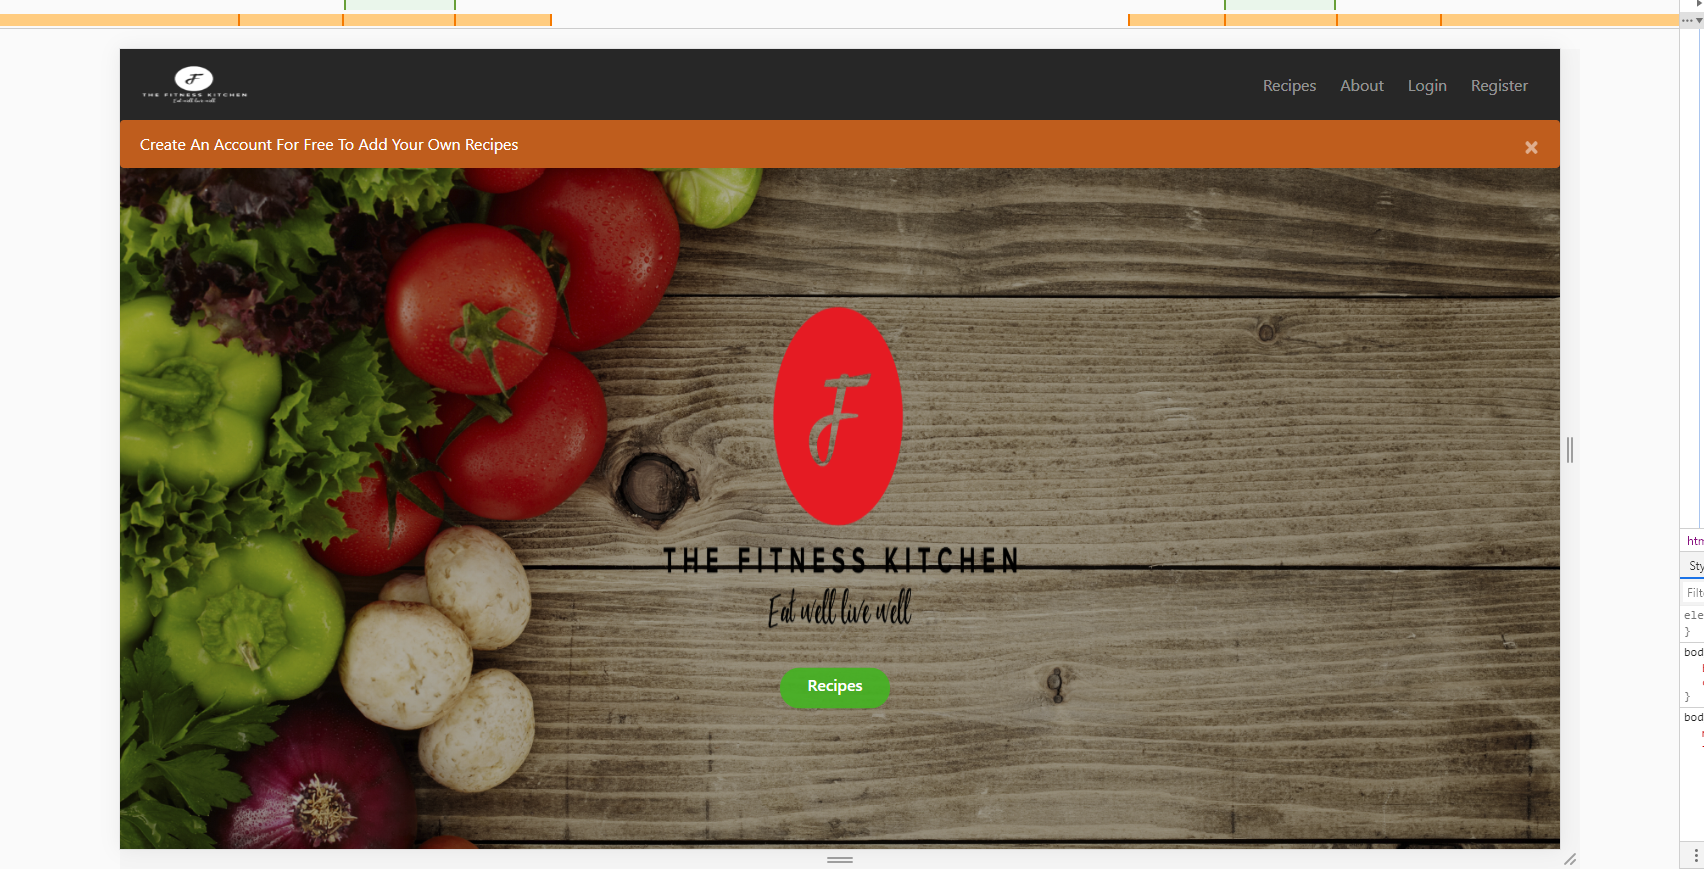 THE FITNESS KITCHEN
Eat well live well
Recipes About Login Register
Create An Account For Free To Add Your Own Recipes
×
F
THE FITNESS KITCHEN
Eat well live well
Recipes
htm
Sty
Filt
ele
}
bod
}
bod